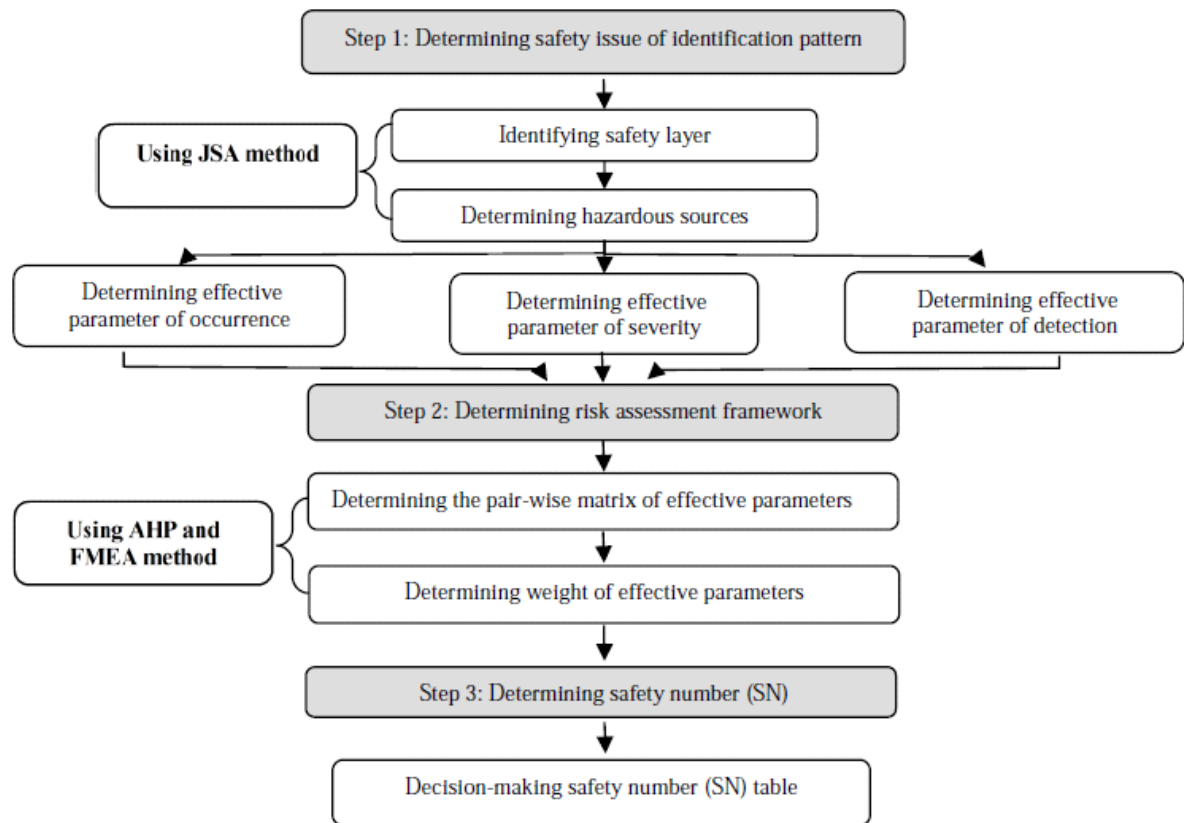 Step 1: Determining safety issue of identification pattern
Identifying safety layer
Using JSA method
Determining hazardous sources
Determining effective
parameter of occurrence
Determining effective
parameter of severity
Determining effective
parameter of detection
Step 2: Determining risk assessment framework
Determining the pair-wise matrix of effective parameters
Using AHP and
FMEA method
Determining weight of effective parameters
Step 3: Determining safety number (SN)
Decision-making safety number (SN) table